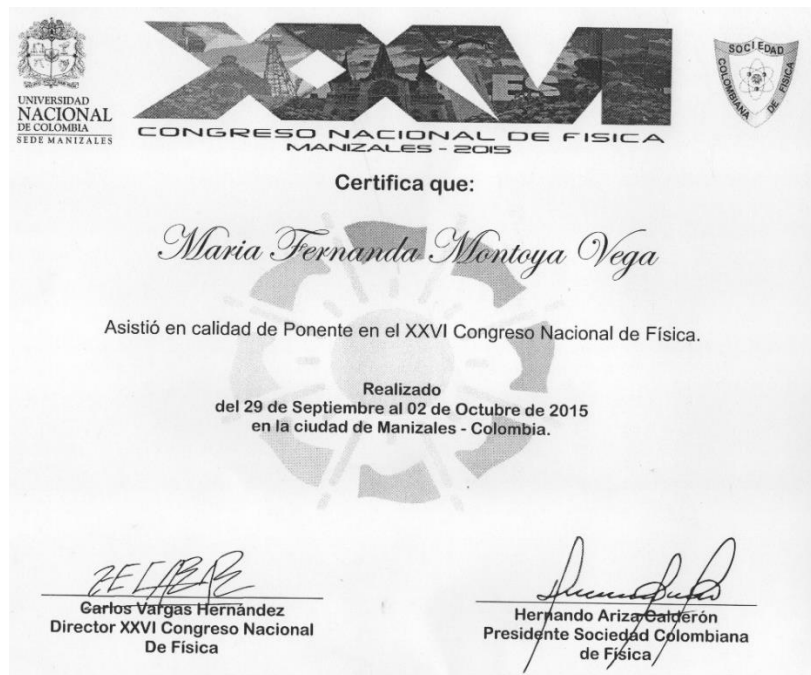 UNIVERSIDAD
NACIONAL
DE COLOMBIA
SEDE MANIZALES
XXVI
ES
CONGRESO NACIONAL DE FISICA
MANIZALES - 2015
SOCIEDAD
COLOMBIANA
DE FISICA
Certifica que:
Maria Fernanda Montoya Vega
Asistió en calidad de Ponente en el XXVI Congreso Nacional de Física.
Realizado
del 29 de Septiembre al 02 de Octubre de 2015
en la ciudad de Manizales - Colombia.
Carlos Vargas Hernández
Director XXVI Congreso Nacional
De Física
Hernando Ariza Calderón
Presidente Sociedad Colombiana
de Física